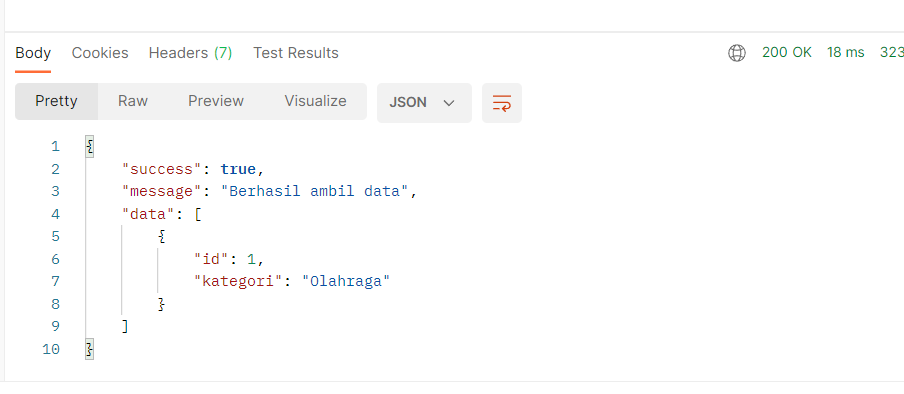 Body Cookies Headers (7) Test Results 200 OK 18 ms 323
Pretty Raw Preview Visualize JSON
1 {
2 "success": true,
3 "message": "Berhasil ambil data",
4 "data": [
5 {
6 "id": 1,
7 "kategori": "Olahraga"
8 }
9 ]
10 }